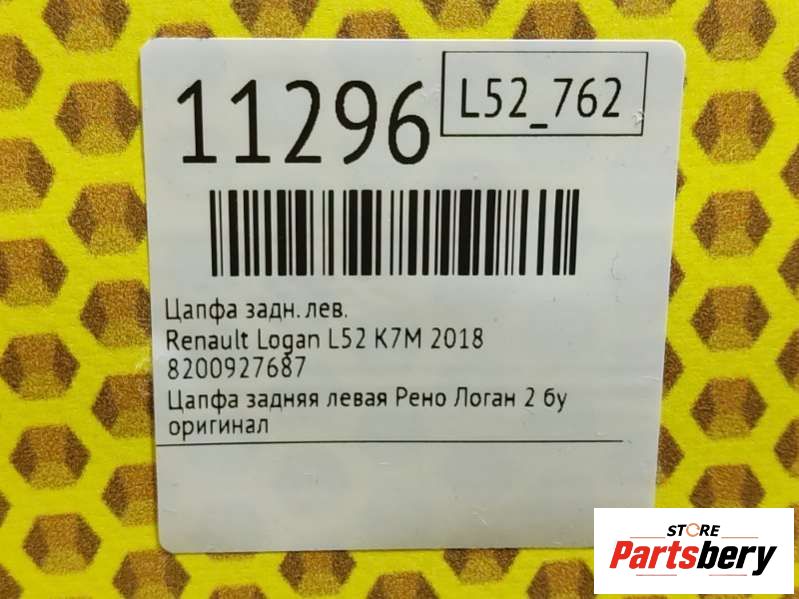 11296
L52_762
Цапфа задн. лев.
Renault Logan L52 K7M 2018
8200927687
Цапфа задняя левая Рено Логан 2 бу
оригинал
STORE
Partsbery